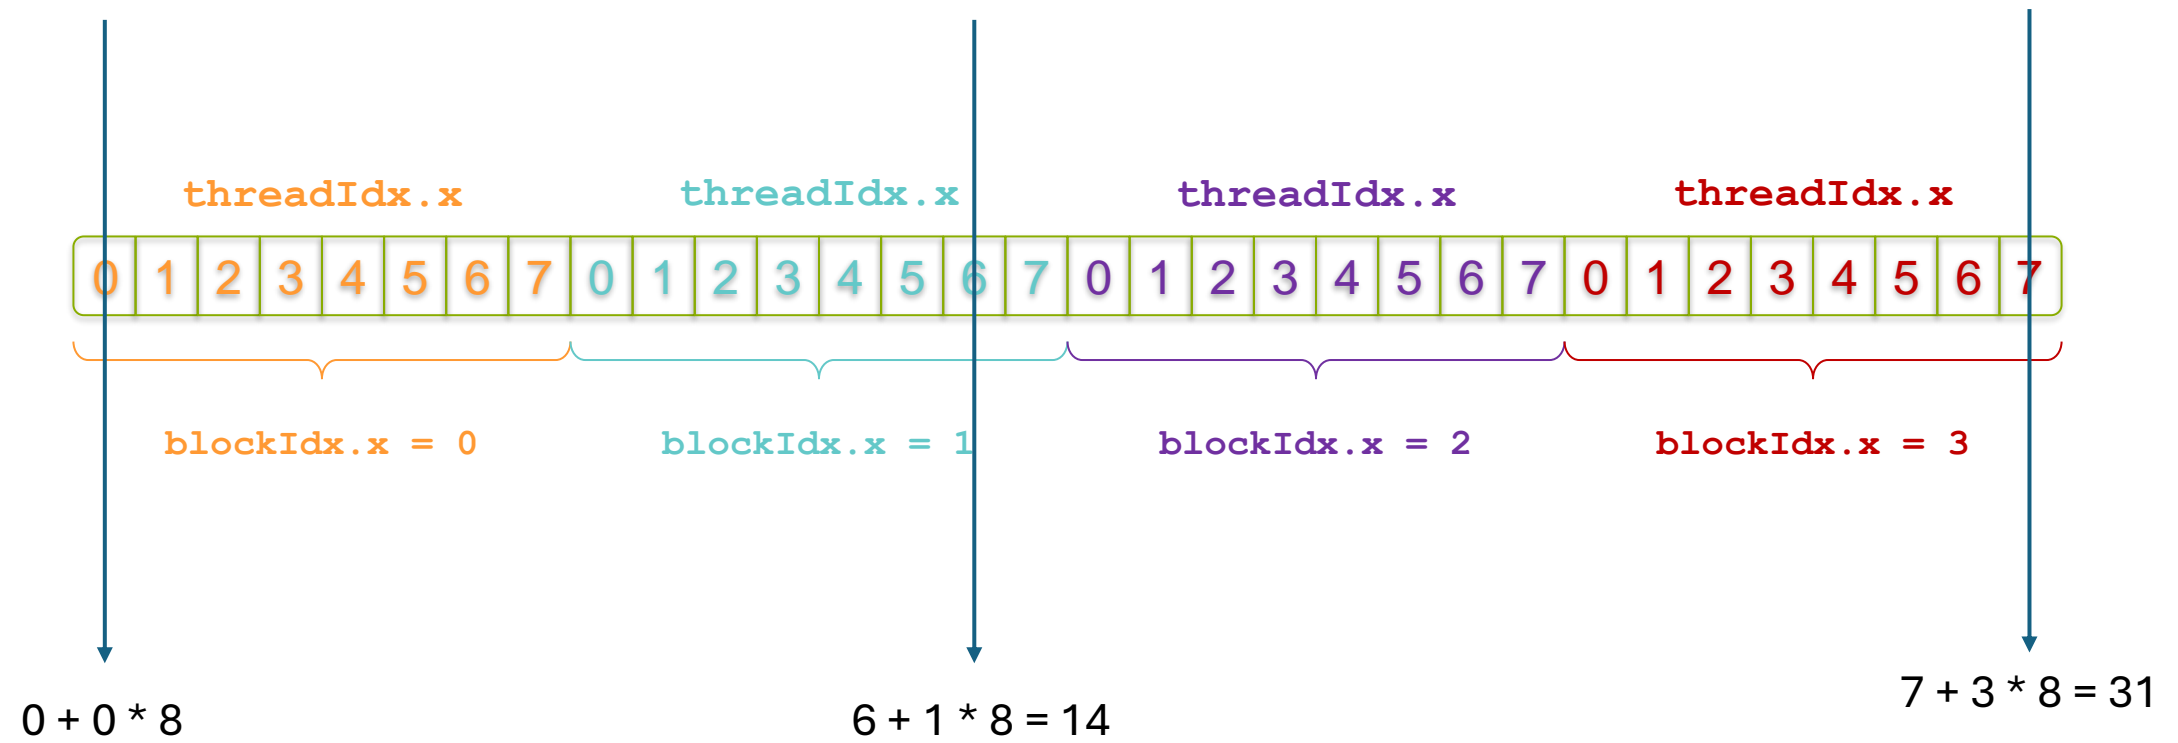 threadIdx.x threadIdx.x threadIdx.x threadIdx.x
0 1 2 3 4 5 6 7 0 1 2 3 4 5 6 7 0 1 2 3 4 5 6 7 0 1 2 3 4 5 6 7
blockIdx.x = 0 blockIdx.x = 1 blockIdx.x = 2 blockIdx.x = 3
0 + 0 * 8 6 + 1 * 8 = 14 7 + 3 * 8 = 31